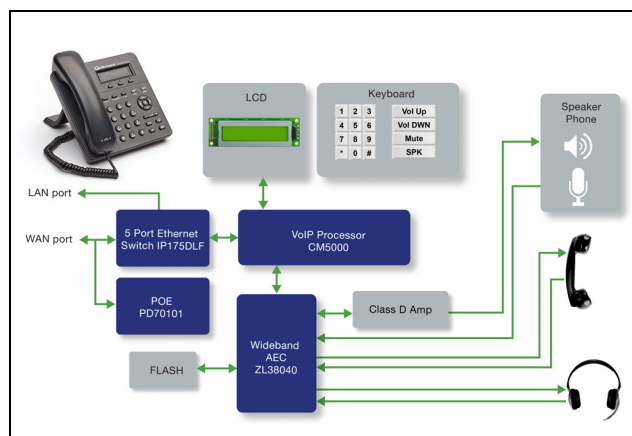 LCD
Keyboard
1 2 3
4 5 6
7 8 9
* 0 #
Vol Up
Vol DWN
Mute
SPK
Speaker
Phone
LAN port
WAN port
5 Port Ethernet
Switch IP175DLF
VoIP Processor
CM5000
POE
PD70101
Wideband
AEC
ZL38040
Class D Amp
FLASH